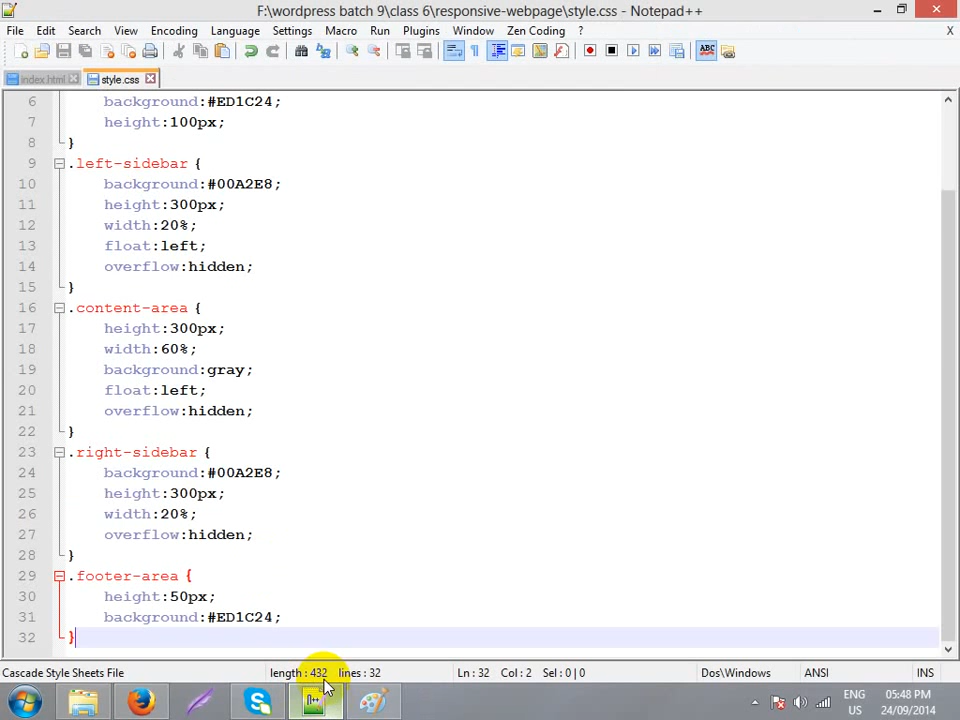 F:\wordpress batch 9\class 6\responsive-webpage\style.css - Notepad++
File Edit Search View Encoding Language Settings Macro Run Plugins Window Zen Coding ? X
ABC
index.html style.css
6 background:#ED1C24;
7 height:100px;
8 }
9 .left-sidebar {
10 background:#00A2E8;
11 height:300px;
12 width:20%;
13 float:left;
14 overflow:hidden;
15 }
16 .content-area {
17 height:300px;
18 width:60%;
19 background:gray;
20 float:left;
21 overflow:hidden;
22 }
23 .right-sidebar {
24 background:#00A2E8;
25 height:300px;
26 width:20%;
27 overflow:hidden;
28 }
29 .footer-area {
30 height:50px;
31 background:#ED1C24;
32 }
Cascade Style Sheets File length : 432 lines : 32 Ln : 32 Col : 2 Sel : 0 | 0 Dos\Windows ANSI INS
ENG 05:48 PM
US 24/09/2014